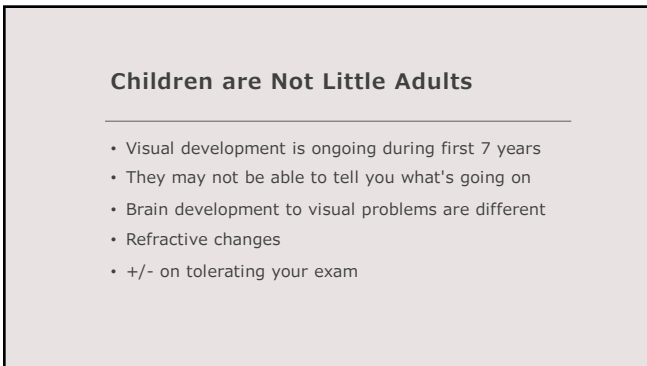 Children are Not Little Adults
• Visual development is ongoing during first 7 years
• They may not be able to tell you what's going on
• Brain development to visual problems are different
• Refractive changes
• +/- on tolerating your exam